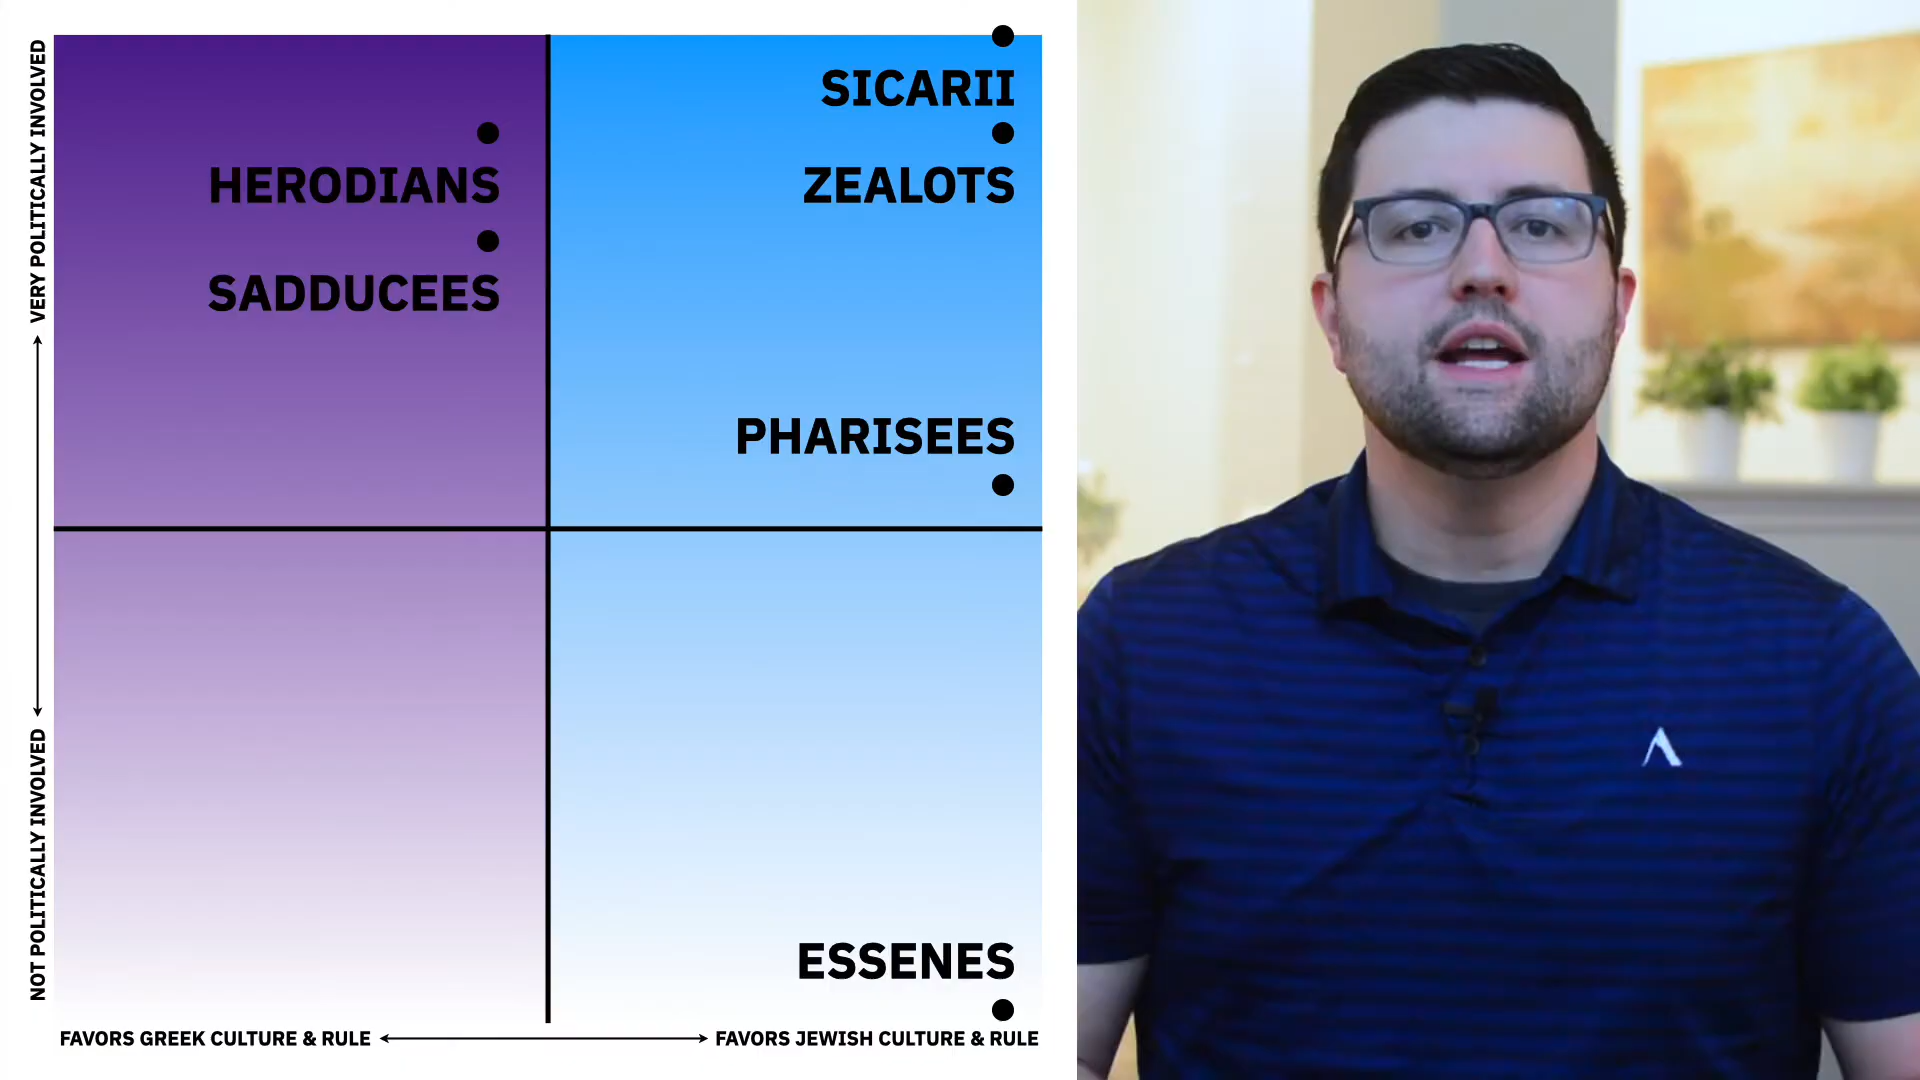 VERY POLITICALLY INVOLVED
SICARII
HERODIANS
ZEALOTS
SADDUCEES
PHARISEES
NOT POLITICALLY INVOLVED
ESSENES
FAVORS GREEK CULTURE & RULE
FAVORS JEWISH CULTURE & RULE